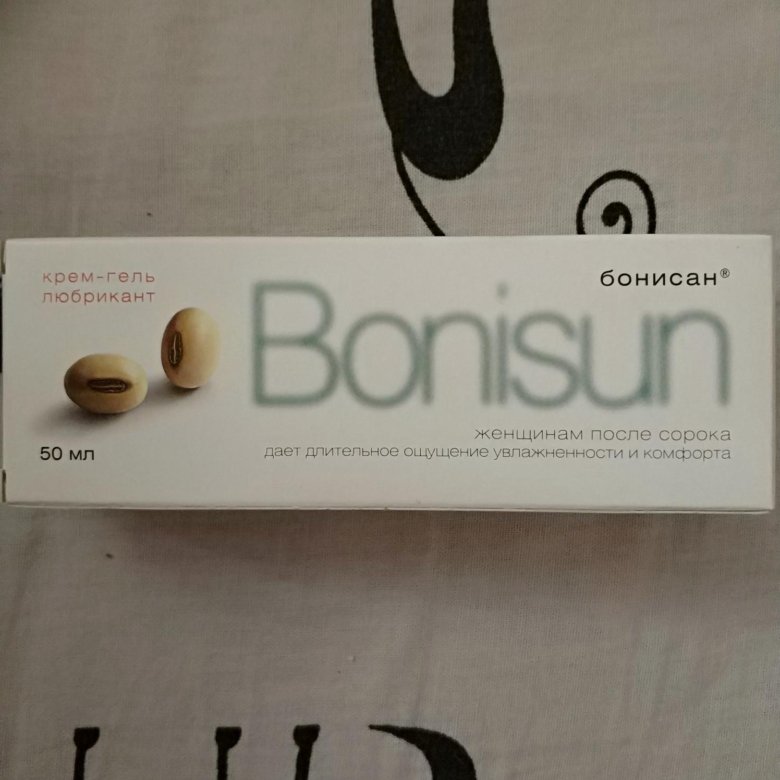 крем-гель
любрикант
бонисан®
Bonisun
женщинам после сорока
50 мл
дает длительное ощущение увлажненности и комфорта